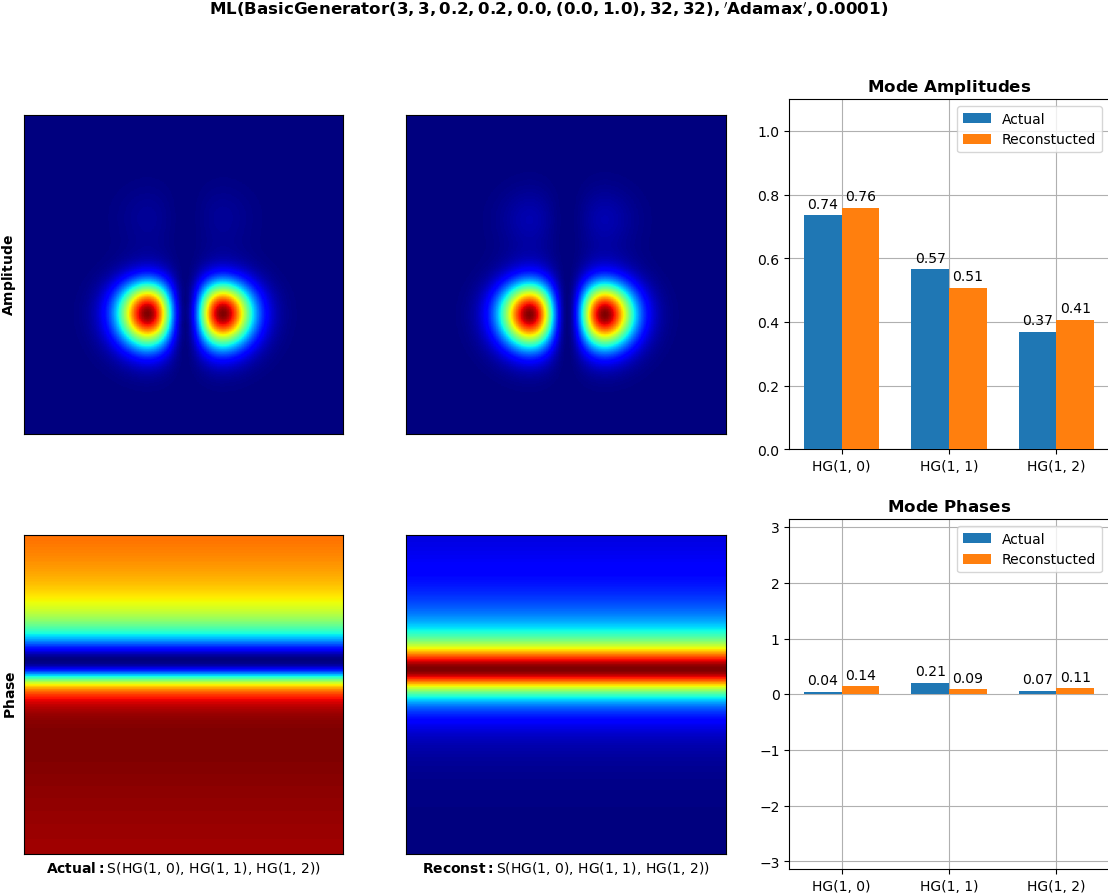 ML(BasicGenerator(3, 3, 0.2, 0.2, 0.0, (0.0, 1.0), 32, 32), ′Adamax′, 0.0001)
Amplitude
Mode Amplitudes
Actual
Reconstucted
1.0
0.8
0.6
0.4
0.2
0.0
0.74
0.76
0.57
0.51
0.37
0.41
HG(1, 0)
HG(1, 1)
HG(1, 2)
Phase
Actual: S(HG(1, 0), HG(1, 1), HG(1, 2))
Reconst: S(HG(1, 0), HG(1, 1), HG(1, 2))
Mode Phases
Actual
Reconstucted
3
2
1
0
−1
−2
−3
0.04
0.14
0.21
0.09
0.07
0.11
HG(1, 0)
HG(1, 1)
HG(1, 2)